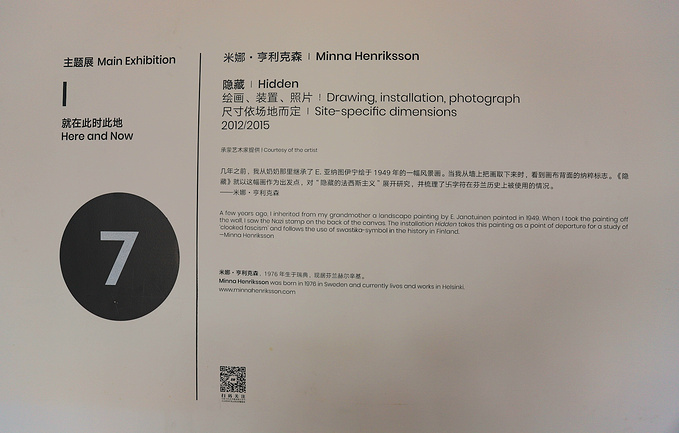 主题展 Main Exhibition
就在此时此地
Here and Now
7
米娜・亨利克森 | Minna Henriksson
隐藏 | Hidden
绘画、装置、照片 | Drawing, installation, photograph
尺寸依场地而定 | Site-specific dimensions
2012/2015
承蒙艺术家提供 | Courtesy of the artist
几年之前，我从奶奶那里继承了 E. 亚纳图伊宁绘于 1949 年的一幅风景画。当我从墙上把画取下来时，看到画布背面的纳粹标志。《隐
藏》就以这幅画作为出发点，对“隐藏的法西斯主义”展开研究，并梳理了卐字符在芬兰历史上被使用的情况。
——米娜・亨利克森
A few years ago, I inherited from my grandmother a landscape painting by E. Janatuinen painted in 1949. When I took the painting off
the wall, I saw the Nazi stamp on the back of the canvas. The installation Hidden takes this painting as a point of departure for a study of
'cloaked fascism' and follows the use of swastika-symbol in the history in Finland.
—Minna Henriksson
米娜・亨利克森，1976 年生于瑞典，现居芬兰赫尔辛基。
Minna Henriksson was born in 1976 in Sweden and currently lives and works in Helsinki.
www.minnahenriksson.com
扫码关注